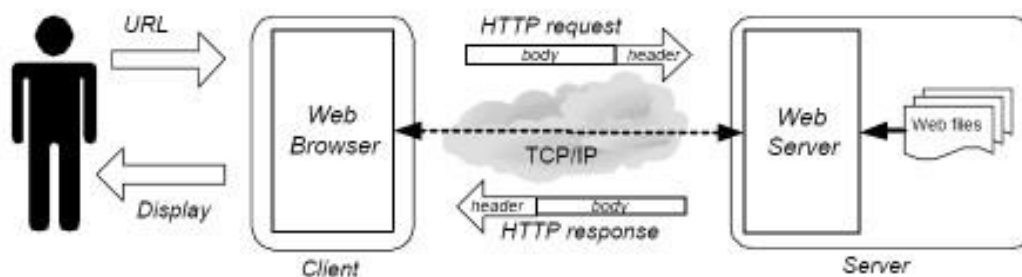 URL
HTTP request
body
header
Web
Browser
TCP/IP
Web
Server
Web files
Display
header
body
HTTP response
Client
Server